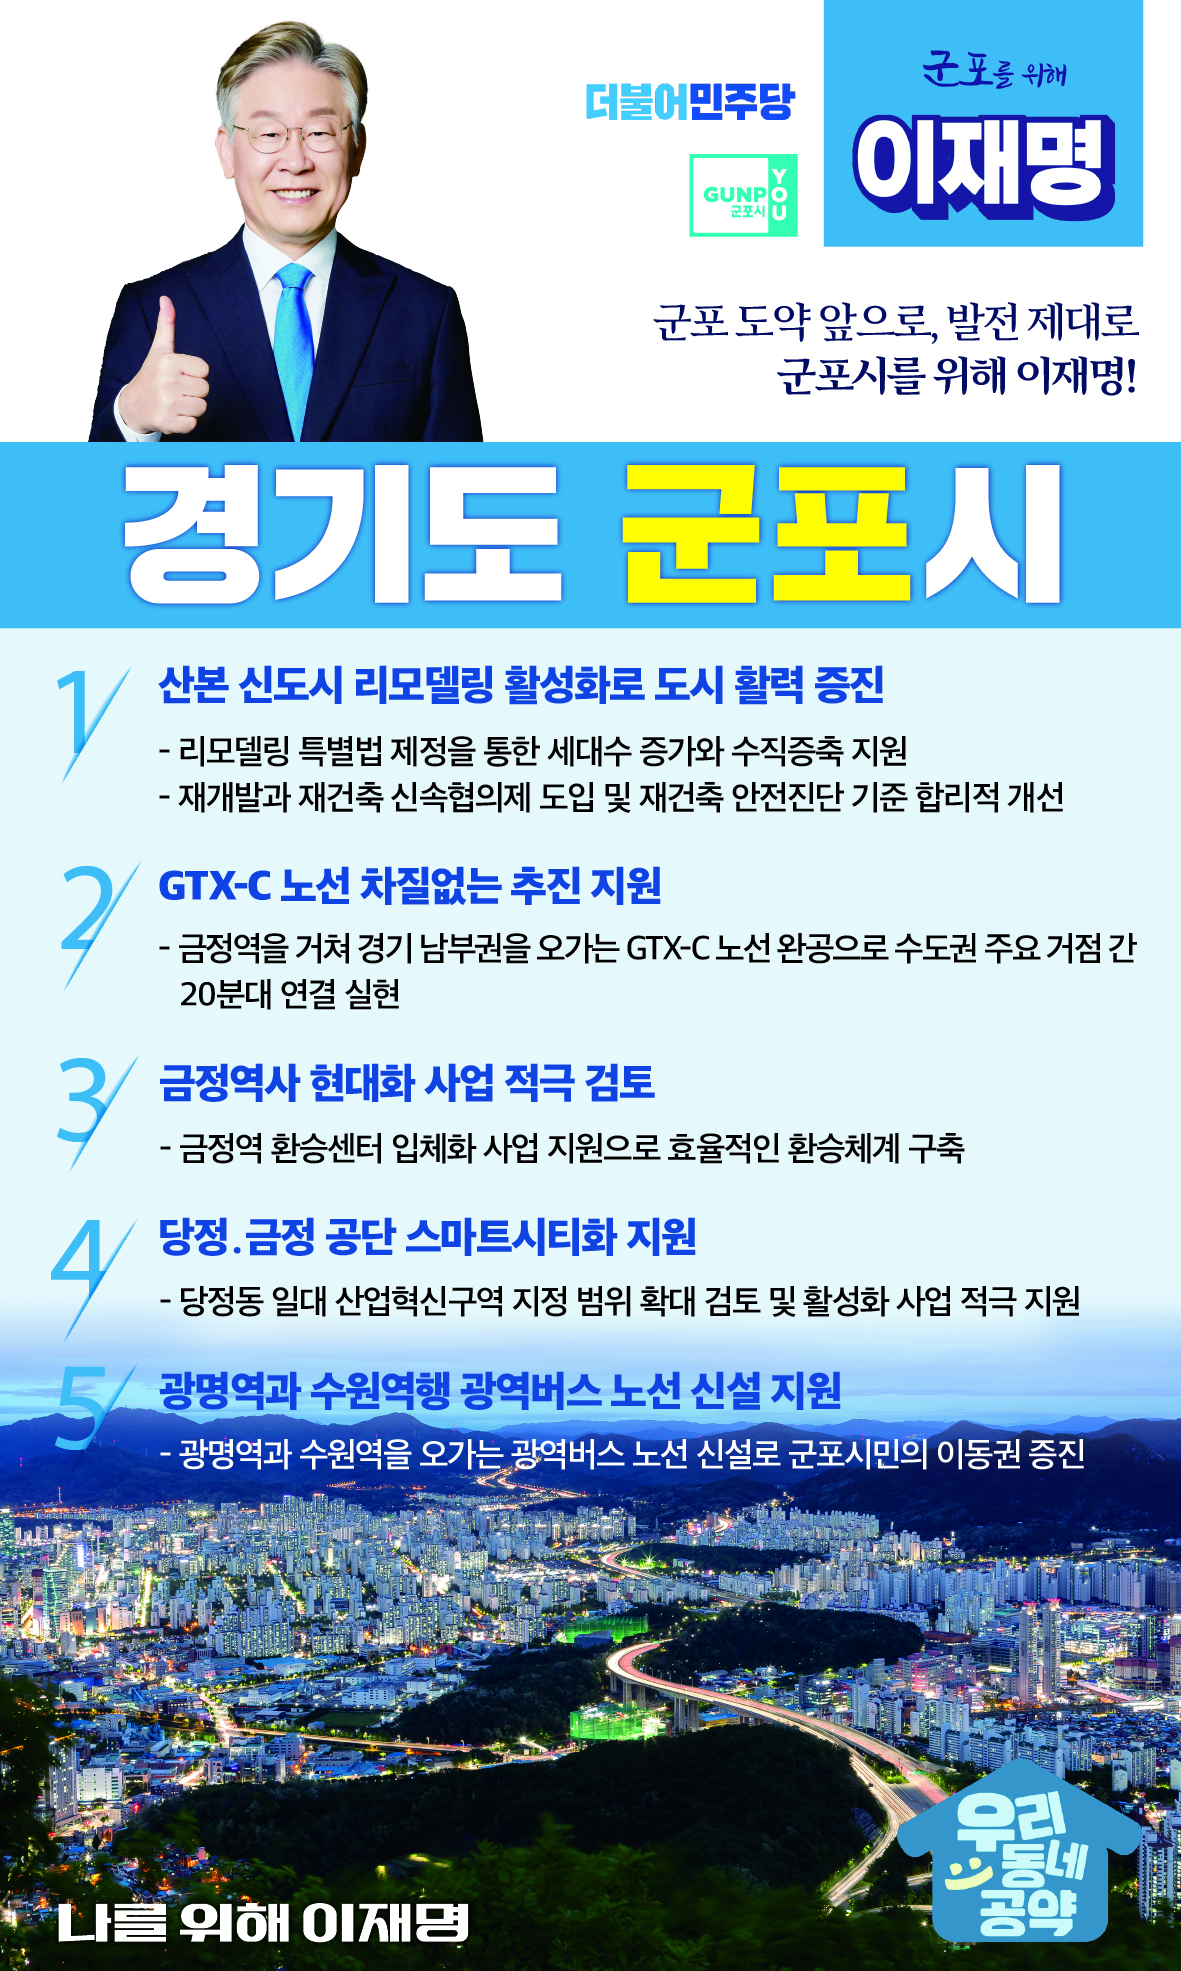 더불어민주당
GUNPO YOU
군포시
군포를 위해
이재명
군포 도약 앞으로, 발전 제대로
군포시를 위해 이재명!
경기도 군포시
1 산본 신도시 리모델링 활성화로 도시 활력 증진
- 리모델링 특별법 제정을 통한 세대수 증가와 수직증축 지원
- 재개발과 재건축 신속협의제 도입 및 재건축 안전진단 기준 합리적 개선
2 GTX-C 노선 차질없는 추진 지원
- 금정역을 거쳐 경기 남부권을 오가는 GTX-C 노선 완공으로 수도권 주요 거점 간
20분대 연결 실현
3 금정역사 현대화 사업 적극 검토
- 금정역 환승센터 입체화 사업 지원으로 효율적인 환승체계 구축
4 당정.금정 공단 스마트시티화 지원
- 당정동 일대 산업혁신구역 지정 범위 확대 검토 및 활성화 사업 적극 지원
5 광명역과 수원역행 광역버스 노선 신설 지원
- 광명역과 수원역을 오가는 광역버스 노선 신설로 군포시민의 이동권 증진
우리
동네
공약
나를 위해 이재명